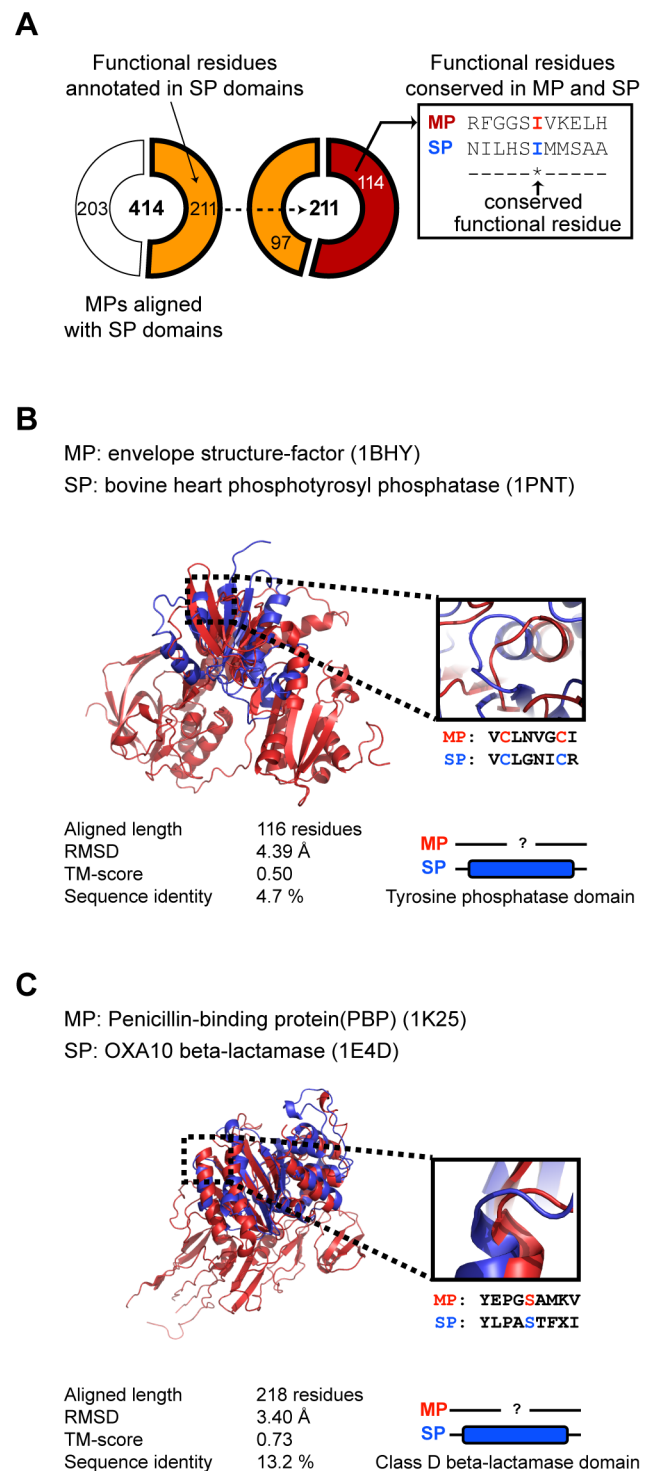 A
Functional residues
annotated in SP domains
Functional residues
conserved in MP and SP
MP RFGGSIVKELH
SP NILHSIMMSAA
-----*-----
conserved
functional residue
203
414
211
211
114
97
MPs aligned
with SP domains
B
MP: envelope structure-factor (1BHY)
SP: bovine heart phosphotyrosyl phosphatase (1PNT)
MP: VCLNVGCI
SP: VCLGNICR
Aligned length 116 residues
RMSD 4.39 Å
TM-score 0.50
Sequence identity 4.7 %
MP ?
SP
Tyrosine phosphatase domain
C
MP: Penicillin-binding protein(PBP) (1K25)
SP: OXA10 beta-lactamase (1E4D)
MP: YEPGSAMKV
SP: YLPASTFXI
Aligned length 218 residues
RMSD 3.40 Å
TM-score 0.73
Sequence identity 13.2 %
MP ?
SP
Class D beta-lactamase domain